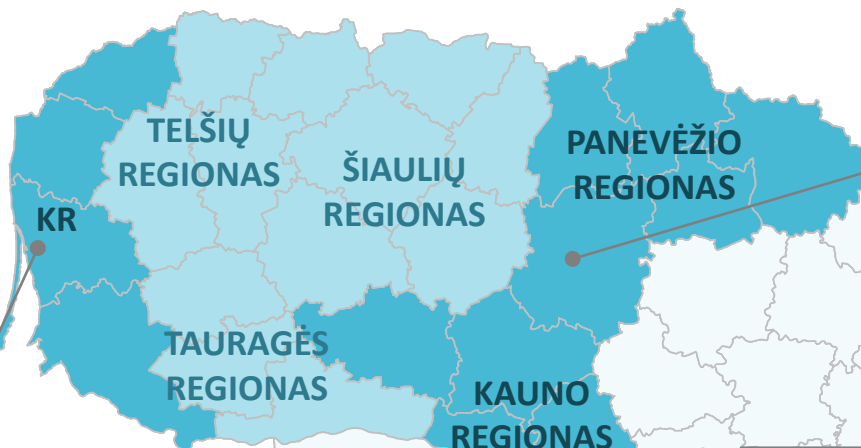 TELŠIŲ
REGIONAS
ŠIAULIŲ
REGIONAS
PANEVĖŽIO
REGIONAS
KR
TAURAGĖS
REGIONAS
KAUNO
REGIONAS